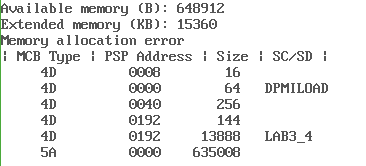 Available memory (B): 648912
Extended memory (KB): 15360
Memory allocation error
| MCB Type | PSP Address | Size | SC/SD |
4D 0008 16
4D 0000 64 DPMILOAD
4D 0040 256
4D 0192 144
4D 0192 13888 LAB3_4
5A 0000 635008